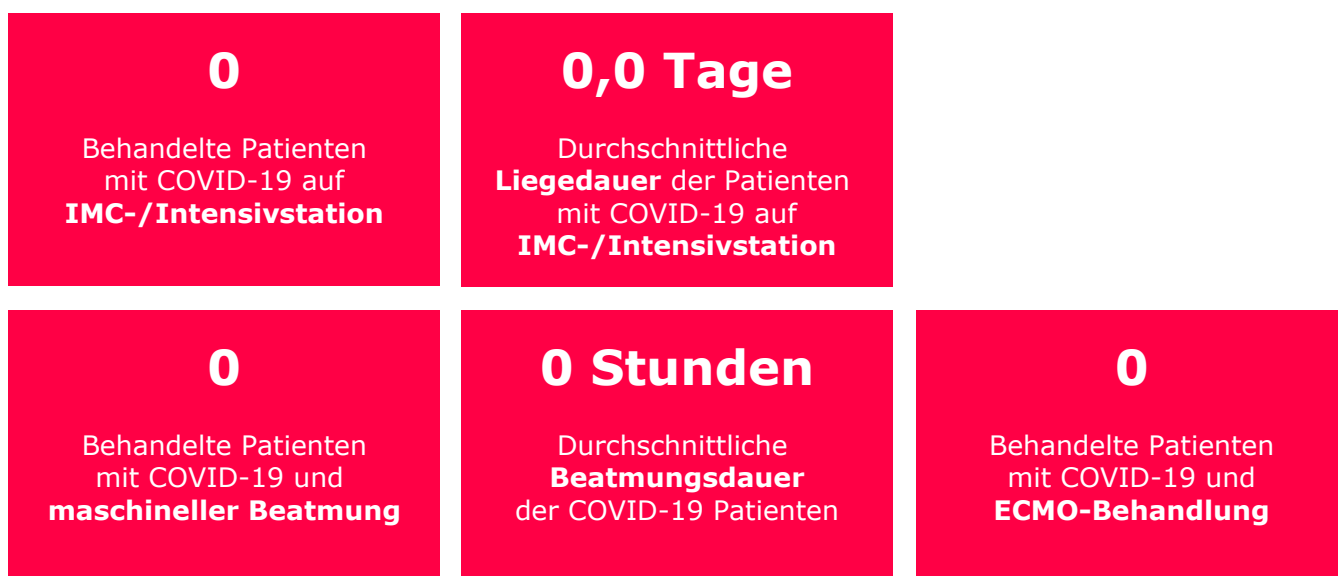 0
Behandelte Patienten
mit COVID-19 auf
IMC-/Intensivstation
0,0 Tage
Durchschnittliche
Liegedauer der Patienten
mit COVID-19 auf
IMC-/Intensivstation
0
Behandelte Patienten
mit COVID-19 und
maschineller Beatmung
0 Stunden
Durchschnittliche
Beatmungsdauer
der COVID-19 Patienten
0
Behandelte Patienten
mit COVID-19 und
ECMO-Behandlung